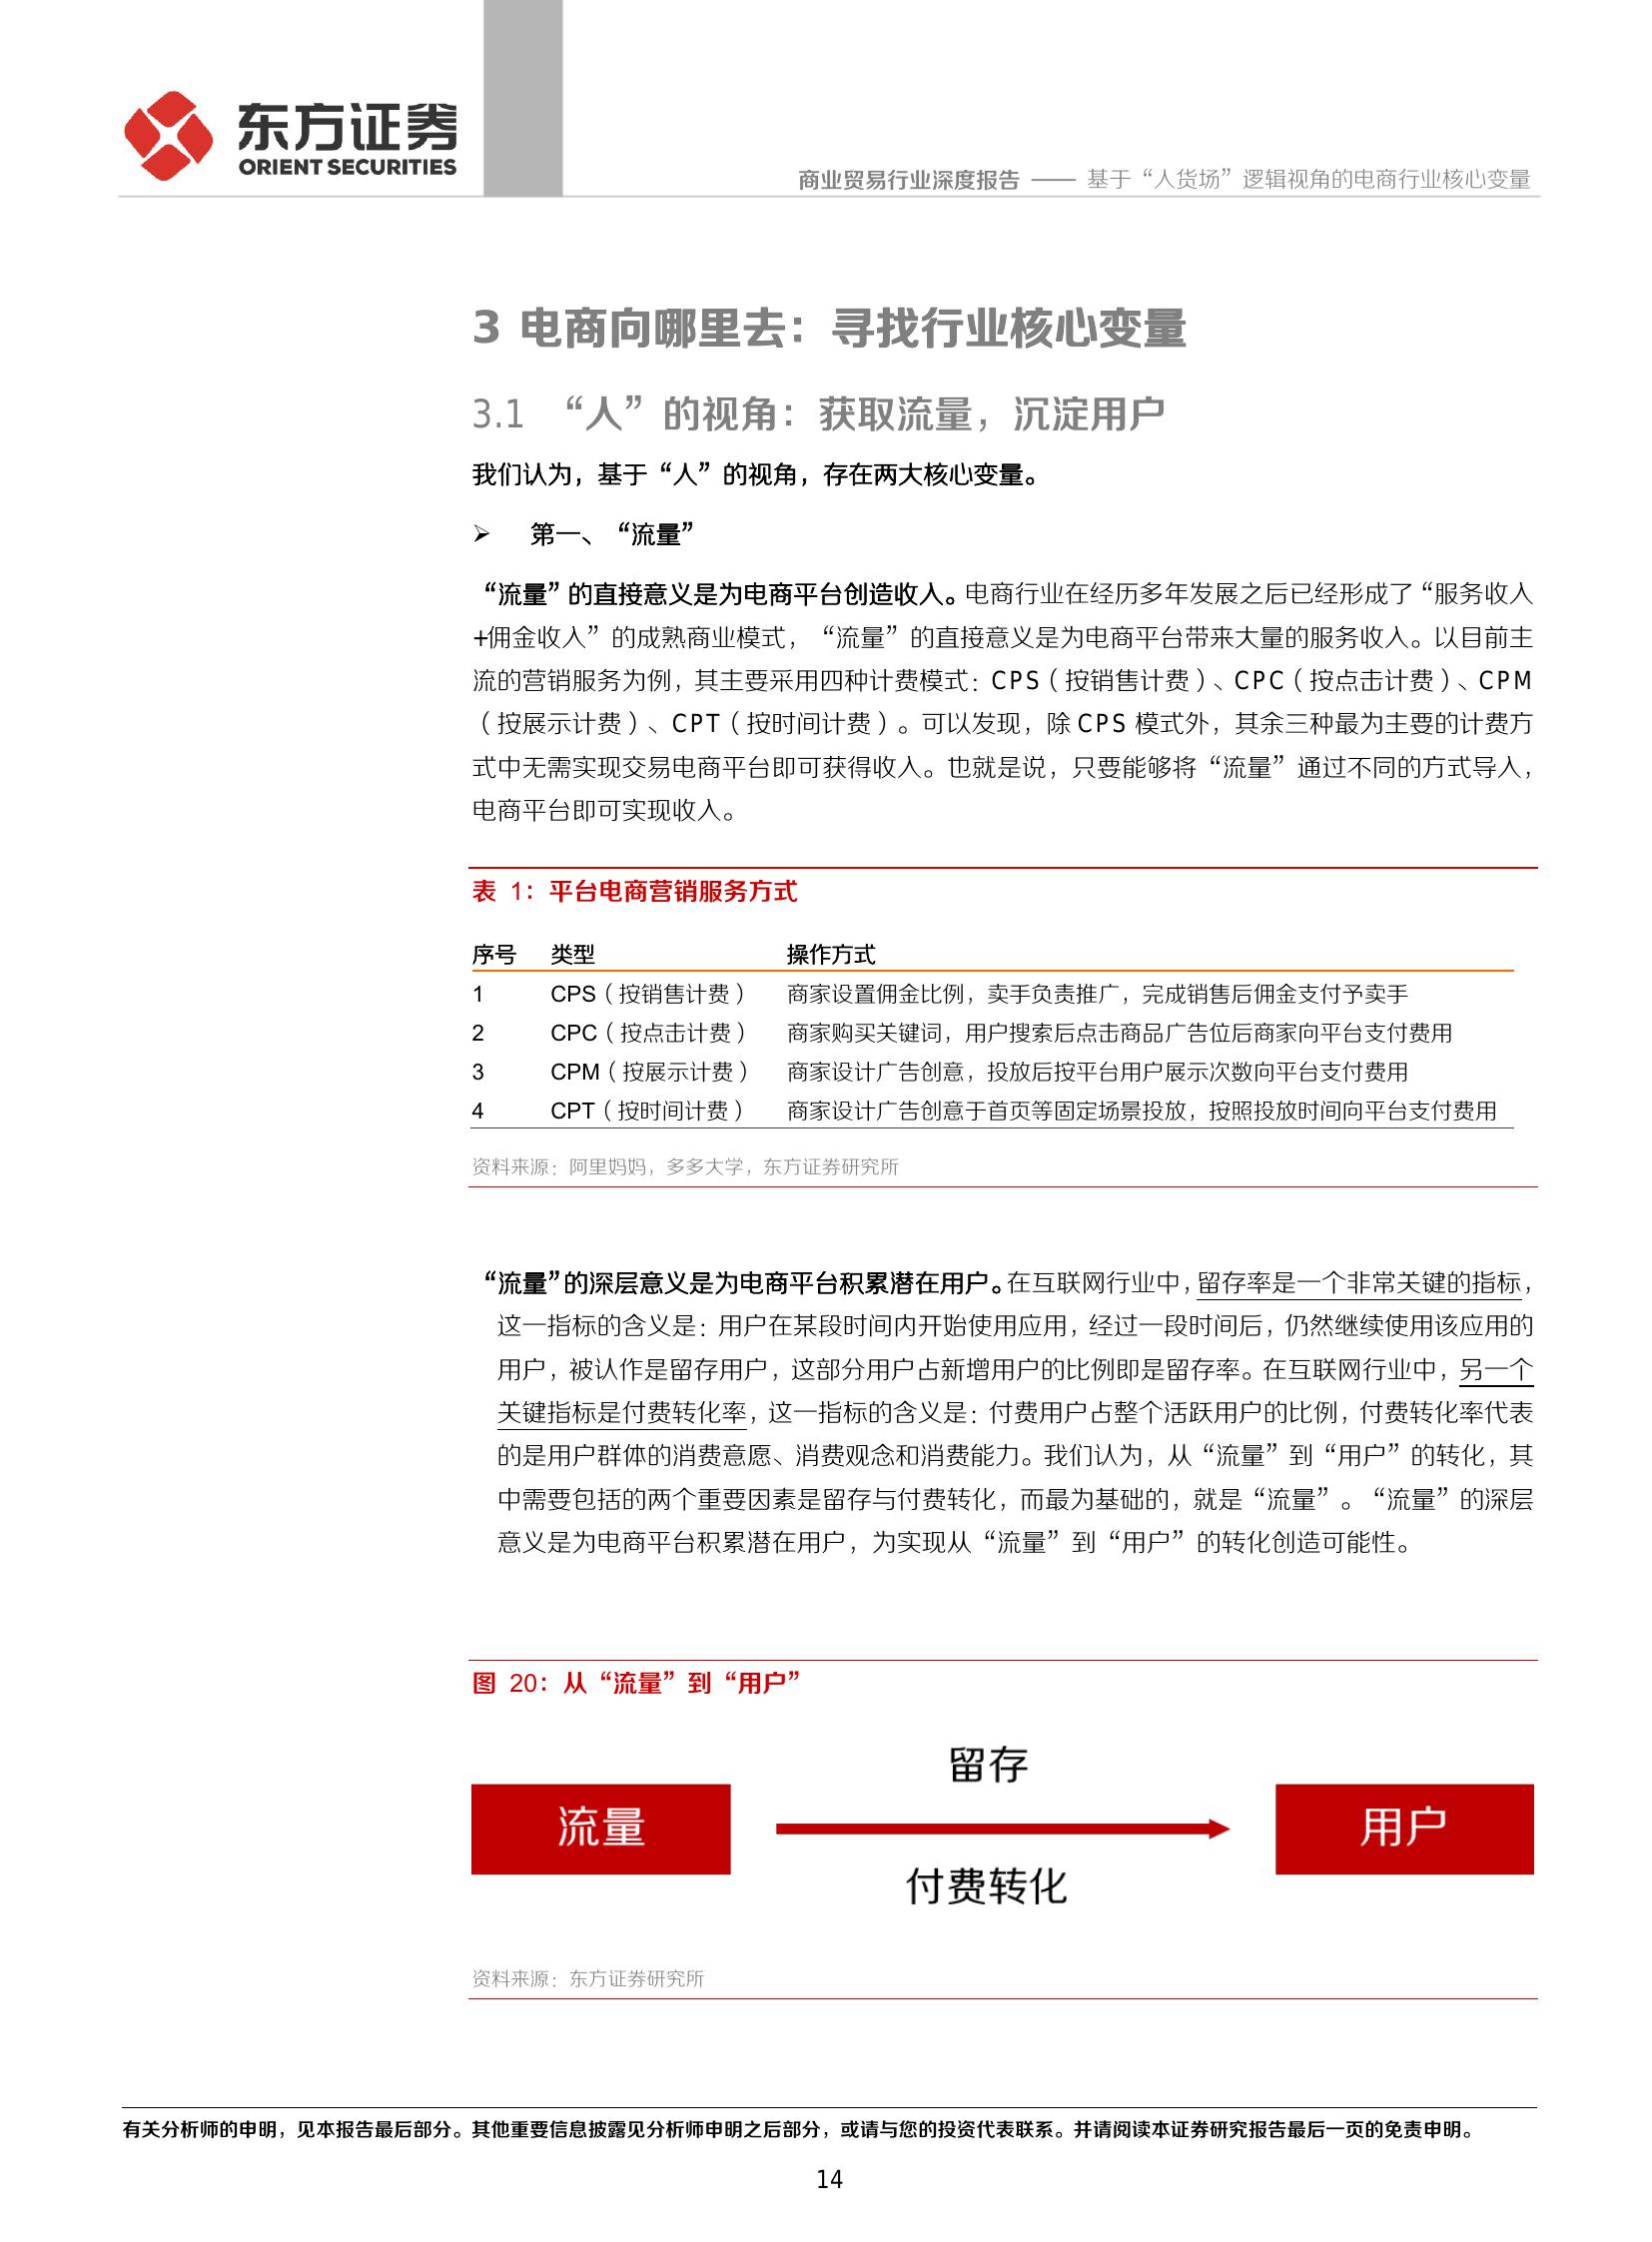 东方证券
ORIENT SECURITIES
商业贸易行业深度报告 —— 基于“人货场”逻辑视角的电商行业核心变量
3 电商向哪里去：寻找行业核心变量
3.1 “人”的视角：获取流量，沉淀用户
我们认为，基于“人”的视角，存在两大核心变量。
➢ 第一、“流量”
“流量”的直接意义是为电商平台创造收入。电商行业在经历多年发展之后已经形成了“服务收入
+佣金收入”的成熟商业模式，“流量”的直接意义是为电商平台带来大量的服务收入。以目前主
流的营销服务为例，其主要采用四种计费模式：CPS（按销售计费）、CPC（按点击计费）、CPM
（按展示计费）、CPT（按时间计费）。可以发现，除 CPS 模式外，其余三种最为主要的计费方
式中无需实现交易电商平台即可获得收入。也就是说，只要能够将“流量”通过不同的方式导入，
电商平台即可实现收入。
表 1：平台电商营销服务方式
序号 类型 操作方式
1 CPS（按销售计费） 商家设置佣金比例，卖手负责推广，完成销售后佣金支付予卖手
2 CPC（按点击计费） 商家购买关键词，用户搜索后点击商品广告位后商家向平台支付费用
3 CPM（按展示计费） 商家设计广告创意，投放后按平台用户展示次数向平台支付费用
4 CPT（按时间计费） 商家设计广告创意于首页等固定场景投放，按照投放时间向平台支付费用
资料来源：阿里妈妈，多多大学，东方证券研究所
“流量”的深层意义是为电商平台积累潜在用户。在互联网行业中，留存率是一个非常关键的指标，
这一指标的含义是：用户在某段时间内开始使用应用，经过一段时间后，仍然继续使用该应用的
用户，被认作是留存用户，这部分用户占新增用户的比例即是留存率。在互联网行业中，另一个
关键指标是付费转化率，这一指标的含义是：付费用户占整个活跃用户的比例，付费转化率代表
的是用户群体的消费意愿、消费观念和消费能力。我们认为，从“流量”到“用户”的转化，其
中需要包括的两个重要因素是留存与付费转化，而最为基础的，就是“流量”。“流量”的深层
意义是为电商平台积累潜在用户，为实现从“流量”到“用户”的转化创造可能性。
图 20：从“流量”到“用户”
留存
流量
用户
付费转化
资料来源：东方证券研究所
有关分析师的申明，见本报告最后部分。其他重要信息披露见分析师申明之后部分，或请与您的投资代表联系。并请阅读本证券研究报告最后一页的免责申明。
14